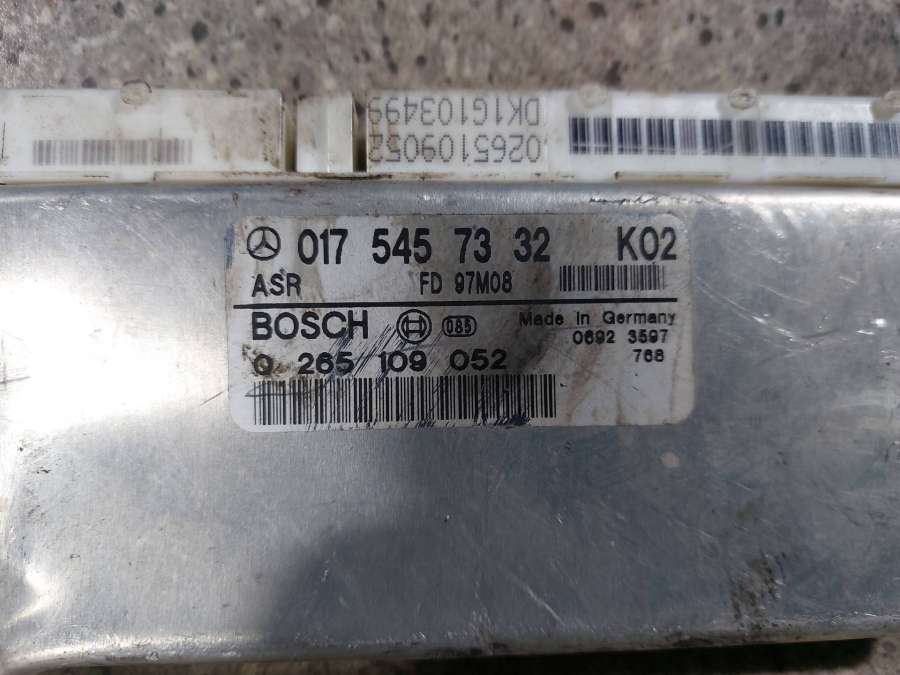 DK1G103499
0265109052
017 545 73 32 K02
ASR FD 97M08
BOSCH 085 Made in Germany
0 265 109 052 0692 3597
768